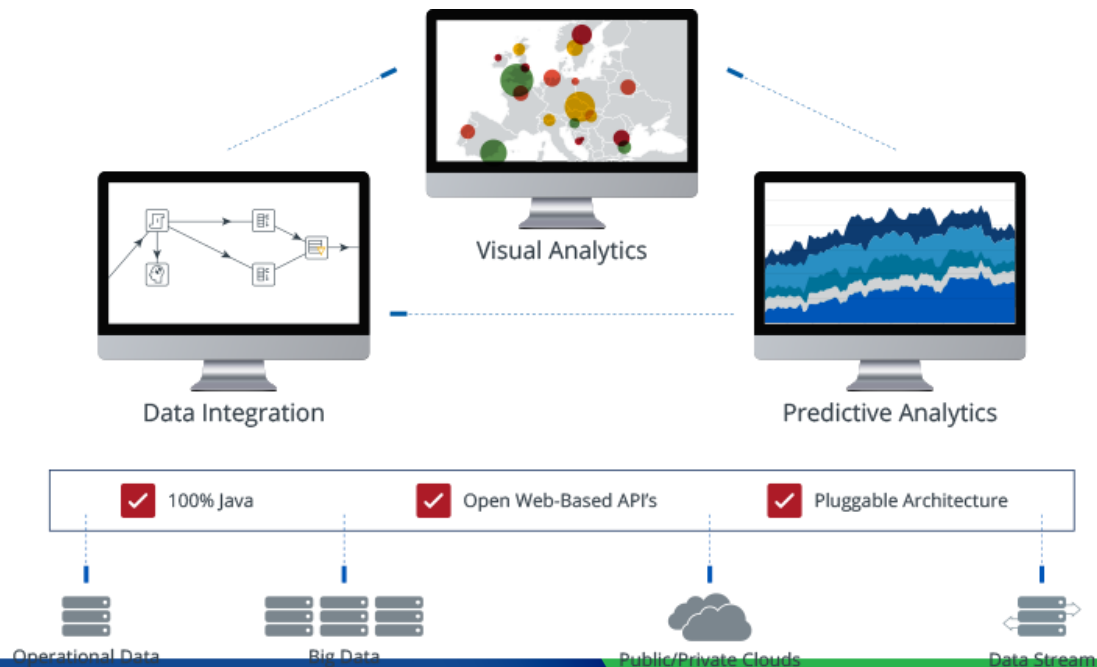 Visual Analytics
Data Integration
Predictive Analytics
100% Java
Open Web-Based API's
Pluggable Architecture
Operational Data
Big Data
Public/Private Clouds
Data Stream